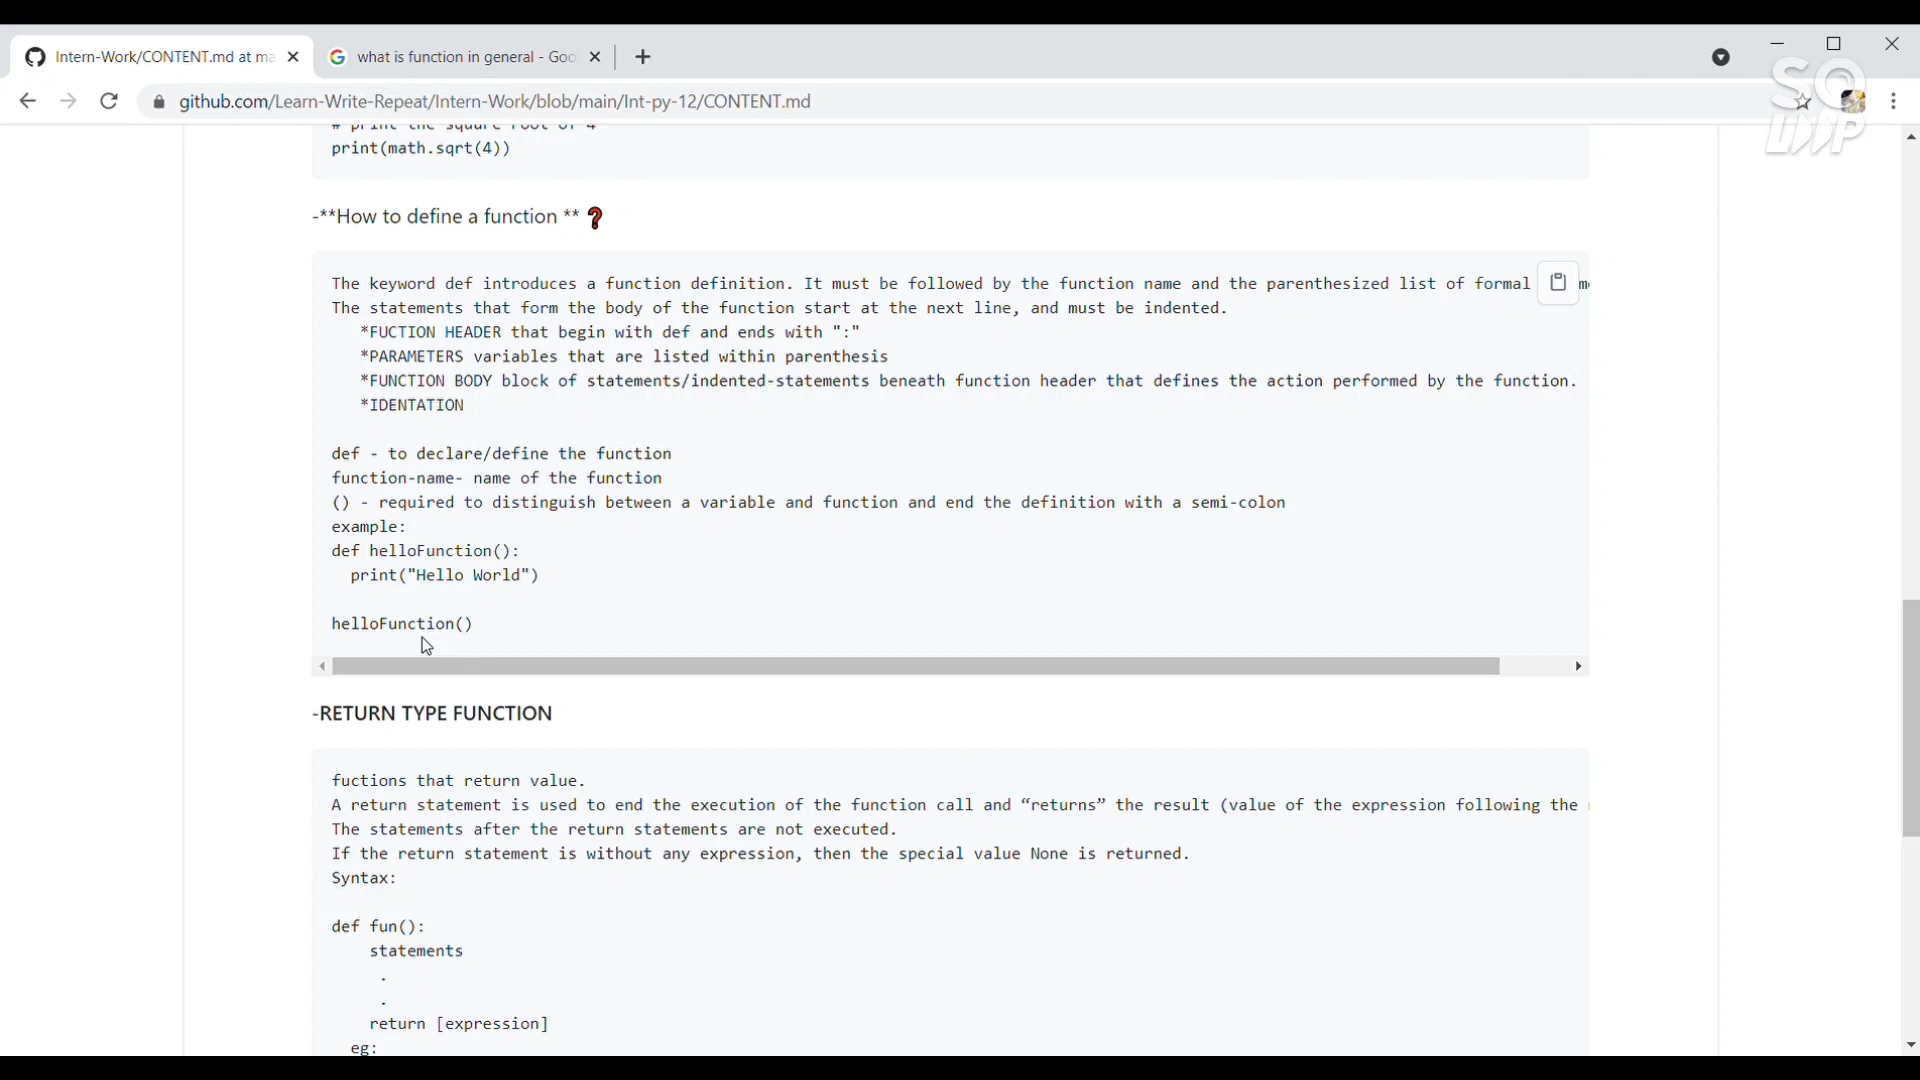 Intern-Work/CONTENT.md at ma
what is function in general - Goo
github.com/Learn-Write-Repeat/Intern-Work/blob/main/Int-py-12/CONTENT.md
SO
UMP
# print the square root of 4
print(math.sqrt(4))
-**How to define a function ** ❓
The keyword def introduces a function definition. It must be followed by the function name and the parenthesized list of formal
The statements that form the body of the function start at the next line, and must be indented.
*FUCTION HEADER that begin with def and ends with ":"
*PARAMETERS variables that are listed within parenthesis
*FUNCTION BODY block of statements/indented-statements beneath function header that defines the action performed by the function.
*IDENTATION
def - to declare/define the function
function-name- name of the function
() - required to distinguish between a variable and function and end the definition with a semi-colon
example:
def helloFunction():
print("Hello World")
helloFunction()
-RETURN TYPE FUNCTION
fuctions that return value.
A return statement is used to end the execution of the function call and “returns” the result (value of the expression following the
The statements after the return statements are not executed.
If the return statement is without any expression, then the special value None is returned.
Syntax:
def fun():
statements
.
.
return [expression]
eg: